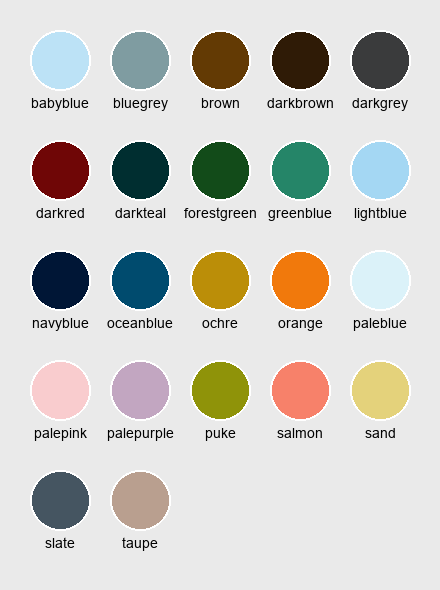 babyblue bluegrey brown darkbrown darkgrey
darkred darkteal forestgreen greenblue lightblue
navyblue oceanblue ochre orange paleblue
palepink palepurple puke salmon sand
slate taupe